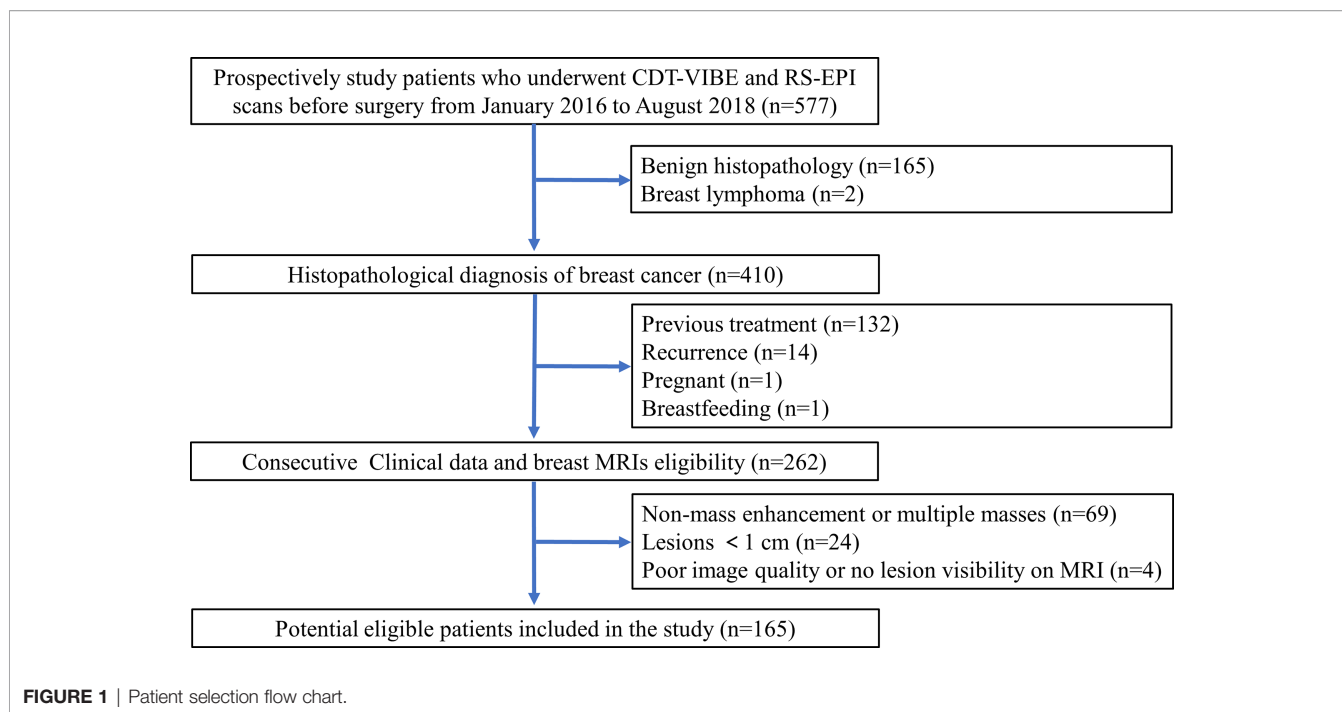 Prospectively study patients who underwent CDT-VIBE and RS-EPI
scans before surgery from January 2016 to August 2018 (n=577)
Benign histopathology (n=165)
Breast lymphoma (n=2)
Histopathological diagnosis of breast cancer (n=410)
Previous treatment (n=132)
Recurrence (n=14)
Pregnant (n=1)
Breastfeeding (n=1)
Consecutive Clinical data and breast MRIs eligibility (n=262)
Non-mass enhancement or multiple masses (n=69)
Lesions < 1 cm (n=24)
Poor image quality or no lesion visibility on MRI (n=4)
Potential eligible patients included in the study (n=165)
FIGURE 1 | Patient selection flow chart.